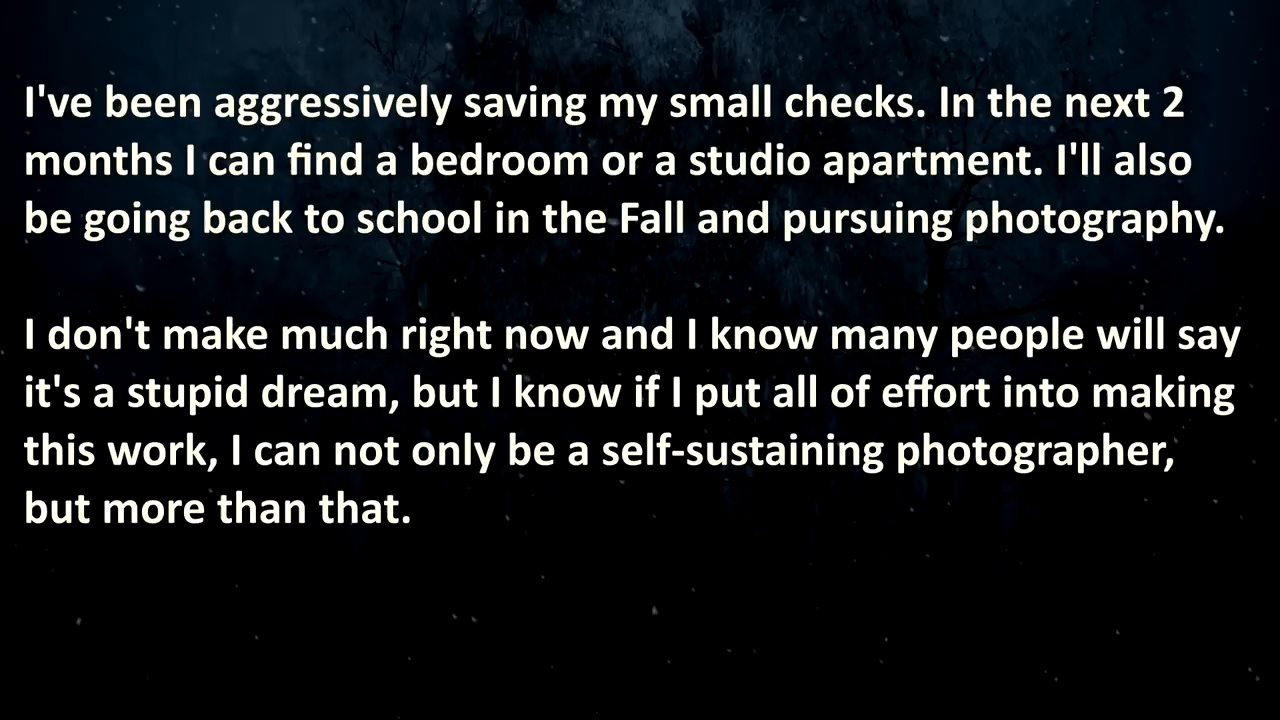 I've been aggressively saving my small checks. In the next 2
months I can find a bedroom or a studio apartment. I'll also
be going back to school in the Fall and pursuing photography.
I don't make much right now and I know many people will say
it's a stupid dream, but I know if I put all of effort into making
this work, I can not only be a self-sustaining photographer,
but more than that.